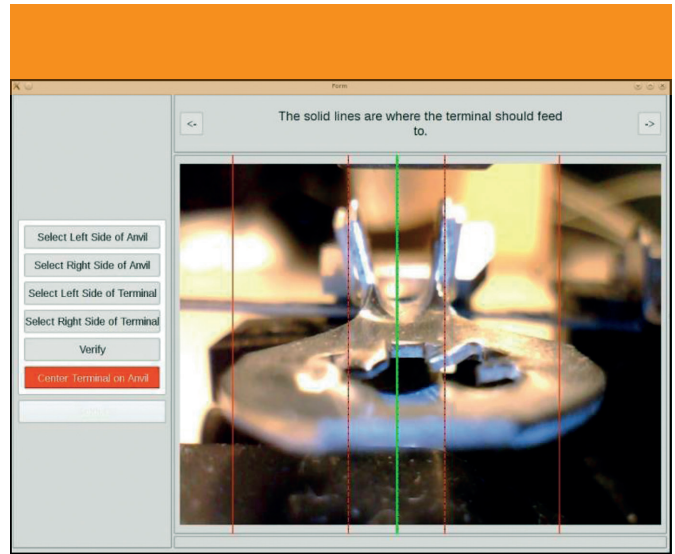 Form
<-
The solid lines are where the terminal should feed
to.
->
Select Left Side of Anvil
Select Right Side of Anvil
Select Left Side of Terminal
Select Right Side of Terminal
Verify
Center Terminal on Anvil